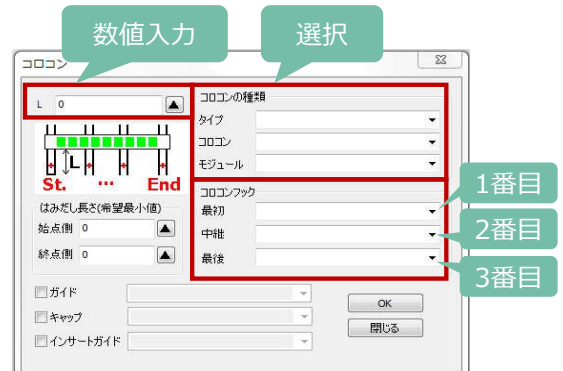 数値入力
選択
コロコン
L 0
コロコンの種類
タイプ
コロコン
モジュール
L
St. … End
コロコンフック
最初
中継
最後
1番目
2番目
3番目
はみだし長さ(希望最小値)
始点側 0
終点側 0
ガイド
キャップ
インサートガイド
OK
閉じる